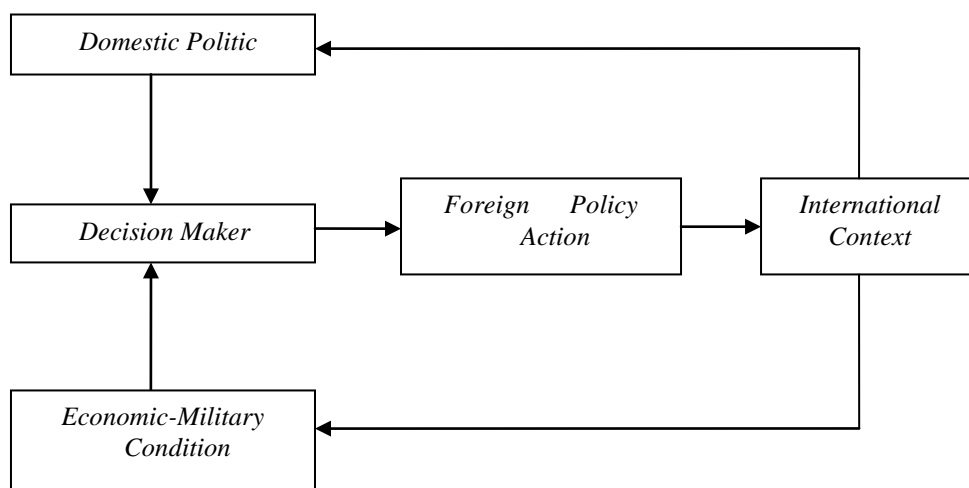 Domestic Politic
Decision Maker
Foreign Policy
Action
International
Context
Economic-Military
Condition